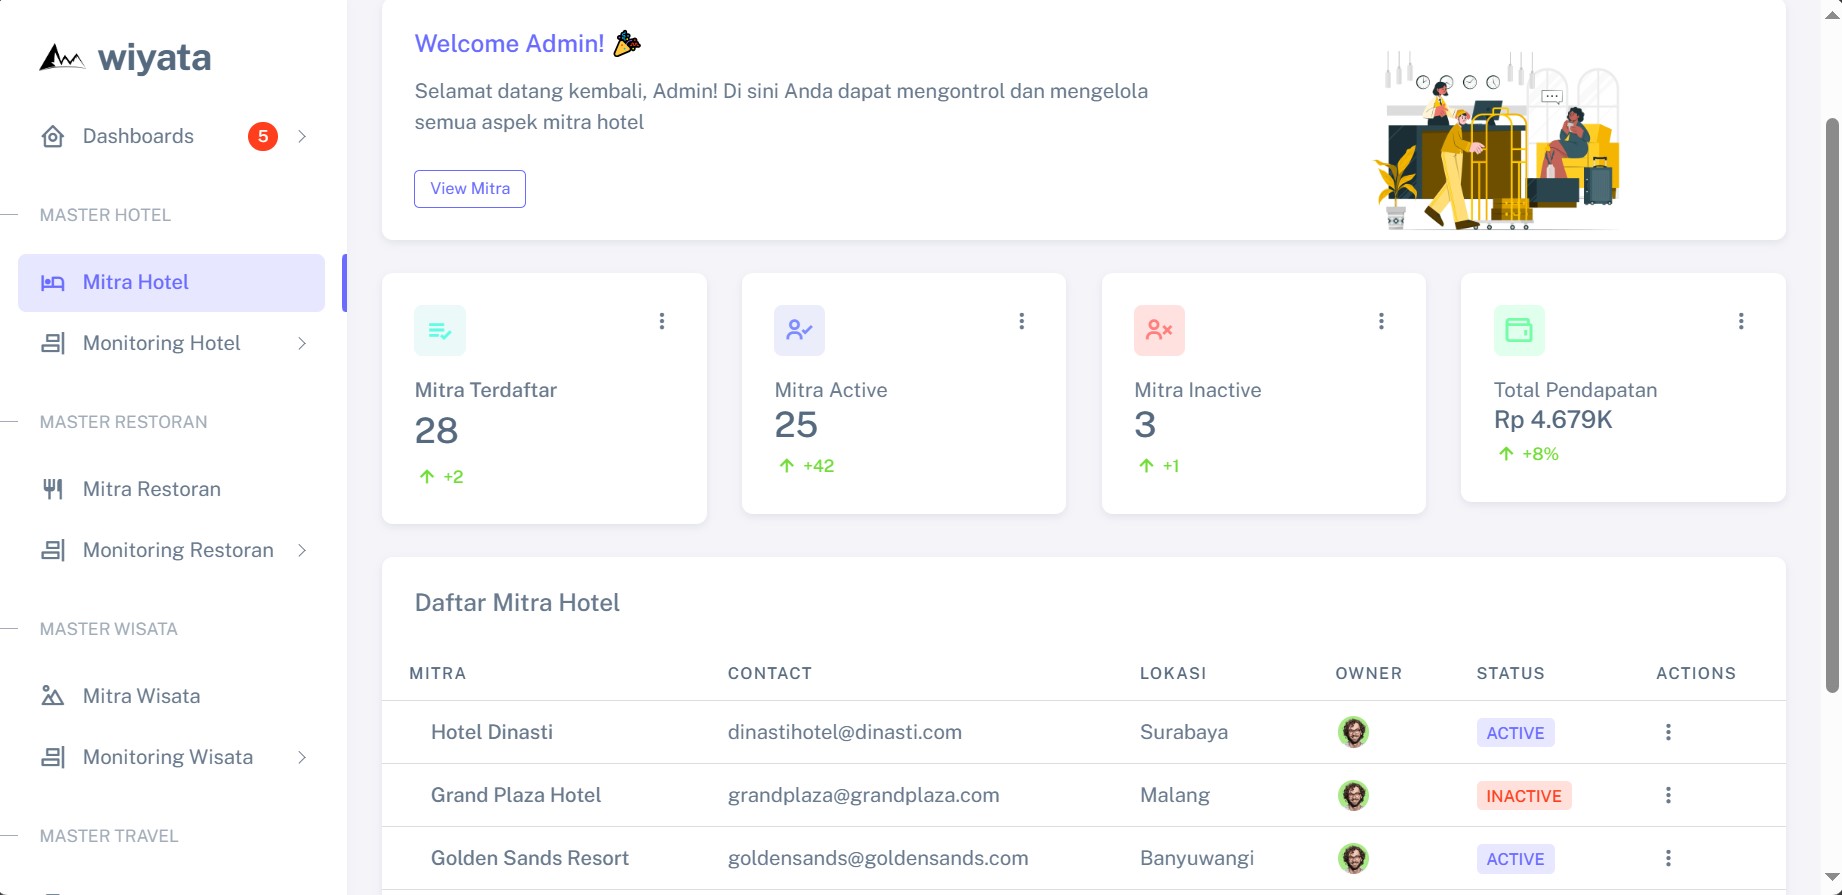 wiyata
Dashboards 5
MASTER HOTEL
Mitra Hotel
Monitoring Hotel
MASTER RESTORAN
Mitra Restoran
Monitoring Restoran
MASTER WISATA
Mitra Wisata
Monitoring Wisata
MASTER TRAVEL
Welcome Admin!
Selamat datang kembali, Admin! Di sini Anda dapat mengontrol dan mengelola
semua aspek mitra hotel
View Mitra
Mitra Terdaftar
28
+2
Mitra Active
25
+42
Mitra Inactive
3
+1
Total Pendapatan
Rp 4.679K
+8%
Daftar Mitra Hotel
MITRA CONTACT LOKASI OWNER STATUS ACTIONS
Hotel Dinasti dinastihotel@dinasti.com Surabaya ACTIVE
Grand Plaza Hotel grandplaza@grandplaza.com Malang INACTIVE
Golden Sands Resort goldensands@goldensands.com Banyuwangi ACTIVE